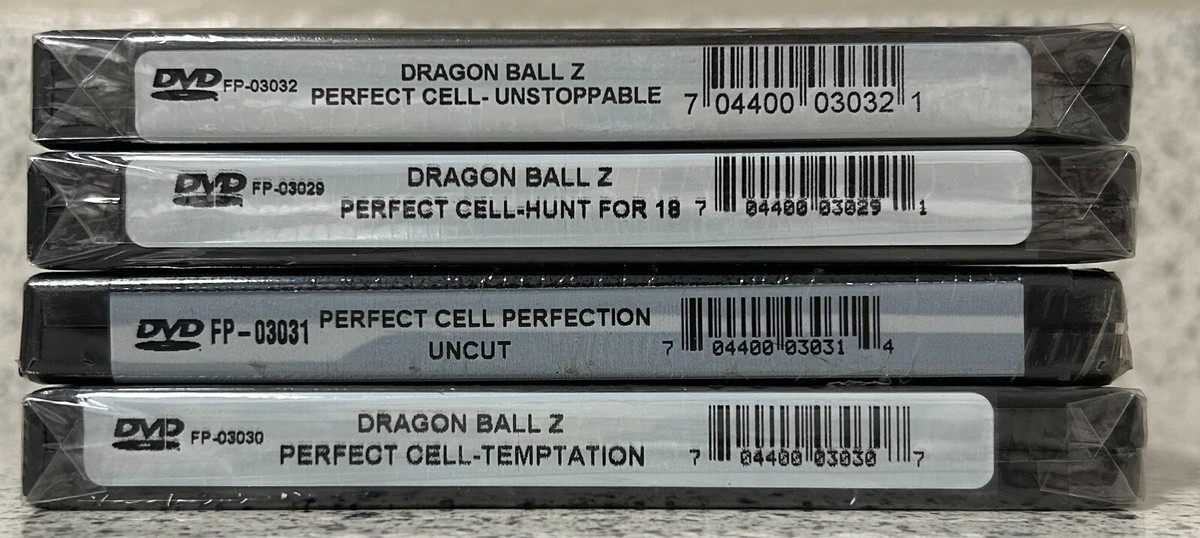 DVD FP-03032
DRAGON BALL Z
PERFECT CELL- UNSTOPPABLE
7 04400 03032 1
DVD FP-03029
DRAGON BALL Z
PERFECT CELL-HUNT FOR 18
7 04400 03029 1
DVD FP-03031
PERFECT CELL PERFECTION
UNCUT
7 04400 03031 4
DVD FP-03030
DRAGON BALL Z
PERFECT CELL-TEMPTATION
7 04400 03030 7